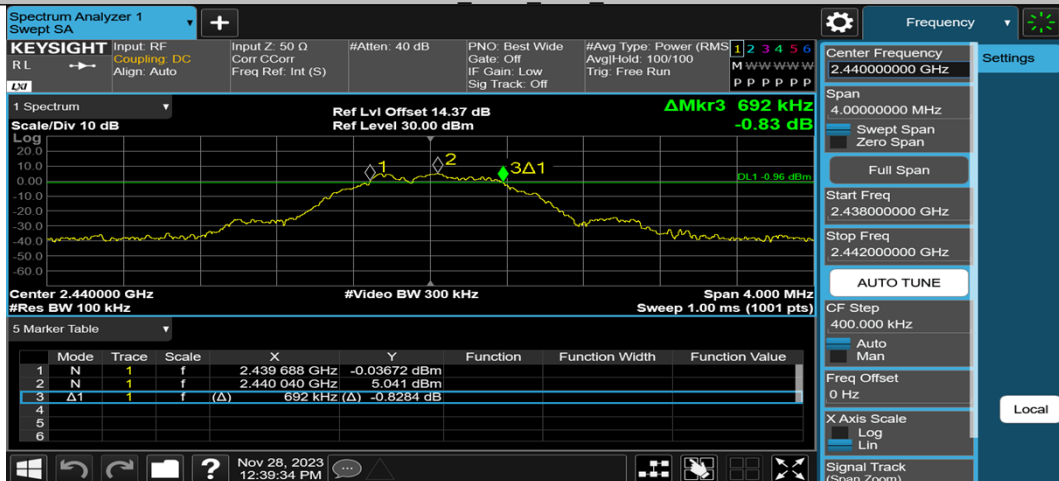 Spectrum Analyzer 1
Swept SA
Frequency
KEYSIGHT
RL
LXI
Input: RF
Coupling: DC
Align: Auto
Input Z: 50 Ω
Corr CCorr
Freq Ref: Int (S)
#Atten: 40 dB
PNO: Best Wide
Gate: Off
IF Gain: Low
Sig Track: Off
#Avg Type: Power (RMS
Avg|Hold: 100/100
Trig: Free Run
1 2 3 4 5 6
M W W W W W
P P P P P P
1 Spectrum
Scale/Div 10 dB
Ref Lvl Offset 14.37 dB
Ref Level 30.00 dBm
ΔMkr3 692 kHz
-0.83 dB
Log
20.0
10.0
0.00
-10.0
-20.0
-30.0
-40.0
-50.0
-60.0
1
2
3Δ1
DL1 -0.96 dBm
Center 2.440000 GHz
#Res BW 100 kHz
#Video BW 300 kHz
Span 4.000 MHz
Sweep 1.00 ms (1001 pts)
5 Marker Table
Mode Trace Scale X Y Function Function Width Function Value
1 N 1 f 2.439 688 GHz -0.03672 dBm
2 N 1 f 2.440 040 GHz 5.041 dBm
3 Δ1 1 f (Δ) 692 kHz (Δ) -0.8284 dB
4
5
6
Nov 28, 2023
12:39:34 PM
Center Frequency
2.440000000 GHz
Span
4.00000000 MHz
Swept Span
Zero Span
Full Span
Start Freq
2.438000000 GHz
Stop Freq
2.442000000 GHz
AUTO TUNE
CF Step
400.000 kHz
Auto
Man
Freq Offset
0 Hz
X Axis Scale
Log
Lin
Signal Track
(Span Zoom)
Settings
Local